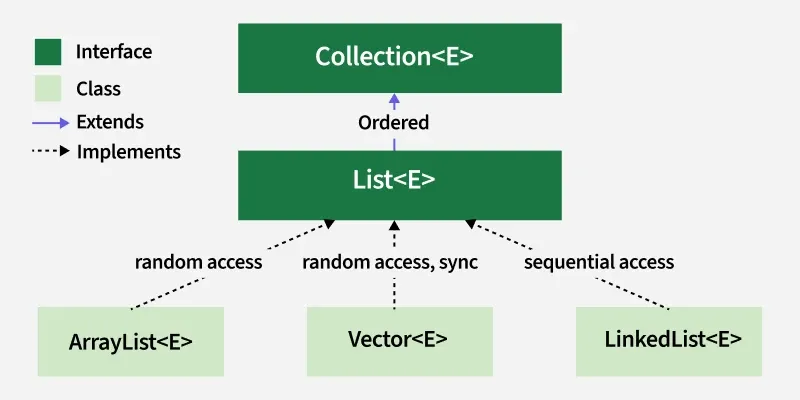 Interface
Class
Extends
Implements
Collection<E>
Ordered
List<E>
random access
random access, sync
sequential access
ArrayList<E>
Vector<E>
LinkedList<E>